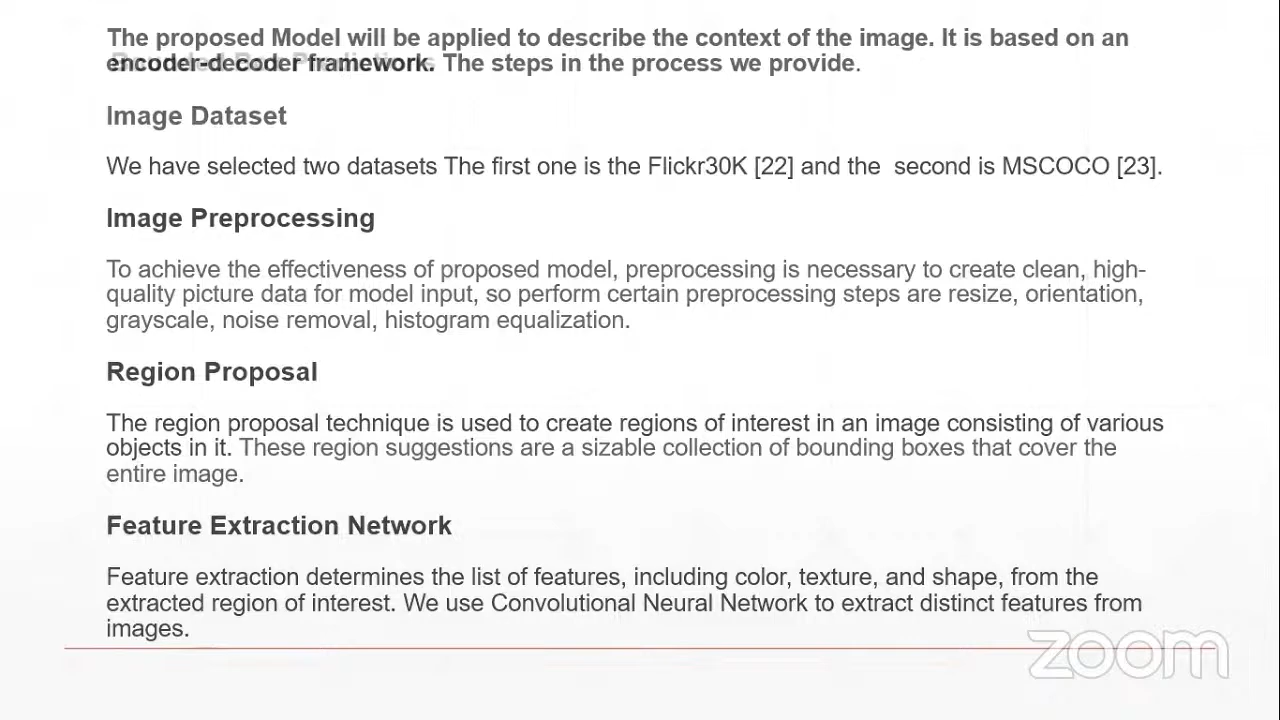 The proposed Model will be applied to describe the context of the image. It is based on an
encoder-decoder framework. The steps in the process we provide.
Image Dataset
We have selected two datasets The first one is the Flickr30K [22] and the  second is MSCOCO [23].
Image Preprocessing
To achieve the effectiveness of proposed model, preprocessing is necessary to create clean, high-
quality picture data for model input, so perform certain preprocessing steps are resize, orientation,
grayscale, noise removal, histogram equalization.
Region Proposal
The region proposal technique is used to create regions of interest in an image consisting of various
objects in it. These region suggestions are a sizable collection of bounding boxes that cover the
entire image.
Feature Extraction Network
Feature extraction determines the list of features, including color, texture, and shape, from the
extracted region of interest. We use Convolutional Neural Network to extract distinct features from
images.
zoom